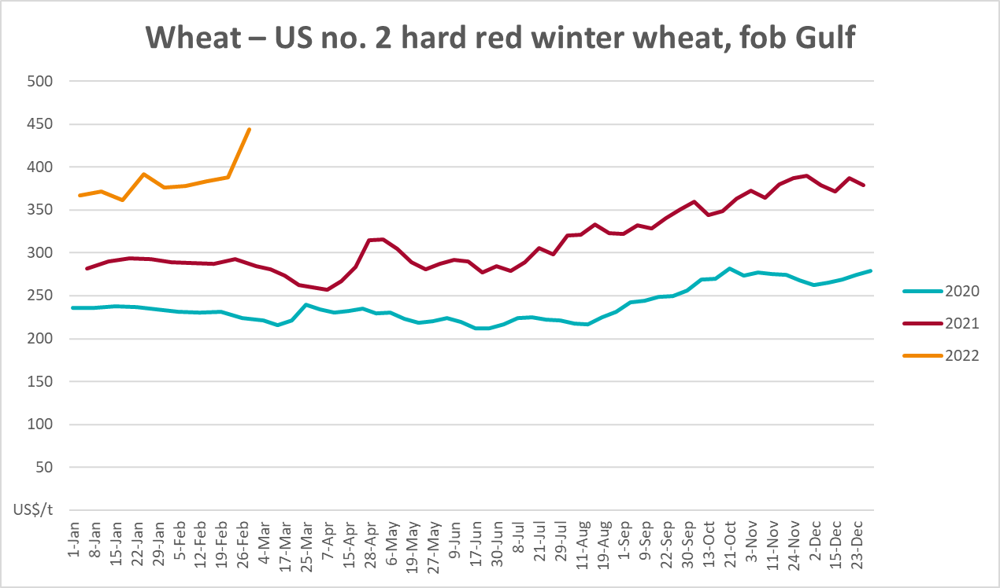 Wheat – US no. 2 hard red winter wheat, fob Gulf
500
450
400
350
300
250
200
150
100
50
US$/t
1-Jan
8-Jan
15-Jan
22-Jan
29-Jan
5-Feb
12-Feb
19-Feb
26-Feb
4-Mar
17-Mar
25-Mar
7-Apr
15-Apr
28-Apr
6-May
19-May
27-May
9-Jun
17-Jun
30-Jun
8-Jul
21-Jul
29-Jul
11-Aug
19-Aug
1-Sep
9-Sep
22-Sep
30-Sep
13-Oct
21-Oct
3-Nov
11-Nov
24-Nov
2-Dec
15-Dec
23-Dec
2020
2021
2022